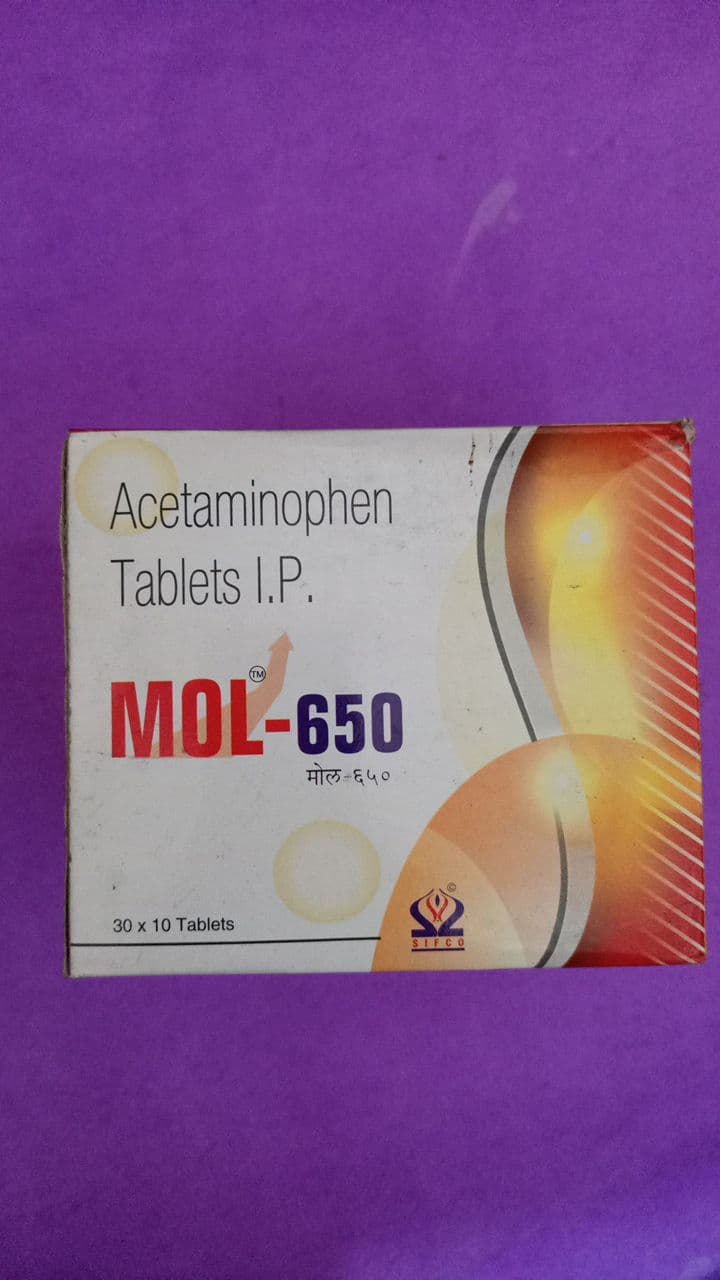 Acetaminophen
Tablets I.P.
MOL™-650
मोल-६५०
30 x 10 Tablets
©
SIFCO